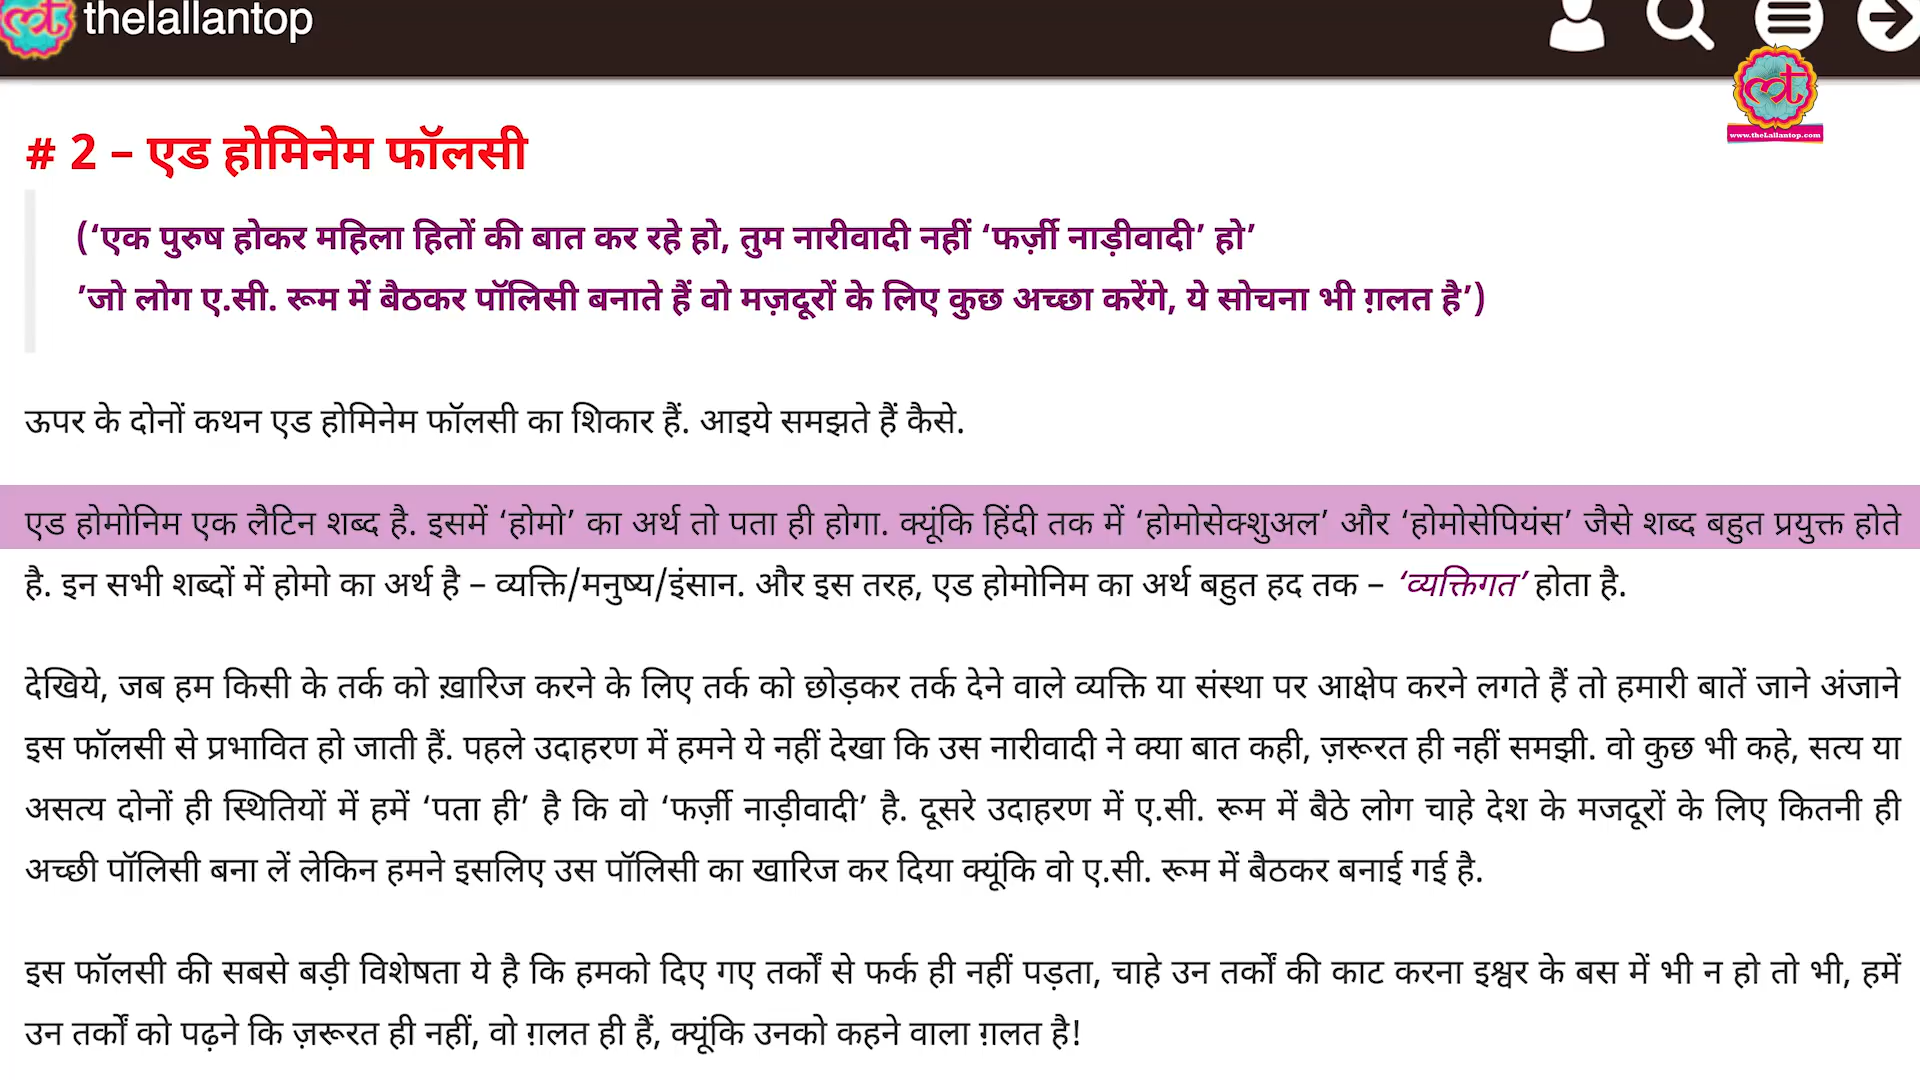 thelallantop
www.theLallantop.com
# 2 – एड होमिनेम फॉलसी
(‘एक पुरुष होकर महिला हितों की बात कर रहे हो, तुम नारीवादी नहीं ‘फर्ज़ी नाड़ीवादी’ हो’
’जो लोग ए.सी. रूम में बैठकर पॉलिसी बनाते हैं वो मज़दूरों के लिए कुछ अच्छा करेंगे, ये सोचना भी ग़लत है’)
ऊपर के दोनों कथन एड होमिनेम फॉलसी का शिकार हैं. आइये समझते हैं कैसे.
एड होमोनिम एक लैटिन शब्द है. इसमें ‘होमो’ का अर्थ तो पता ही होगा. क्यूंकि हिंदी तक में ‘होमोसेक्शुअल’ और ‘होमोसेपियंस’ जैसे शब्द बहुत प्रयुक्त होते
है. इन सभी शब्दों में होमो का अर्थ है – व्यक्ति/मनुष्य/इंसान. और इस तरह, एड होमोनिम का अर्थ बहुत हद तक – ‘व्यक्तिगत’ होता है.
देखिये, जब हम किसी के तर्क को ख़ारिज करने के लिए तर्क को छोड़कर तर्क देने वाले व्यक्ति या संस्था पर आक्षेप करने लगते हैं तो हमारी बातें जाने अंजाने
इस फॉलसी से प्रभावित हो जाती हैं. पहले उदाहरण में हमने ये नहीं देखा कि उस नारीवादी ने क्या बात कही, ज़रूरत ही नहीं समझी. वो कुछ भी कहे, सत्य या
असत्य दोनों ही स्थितियों में हमें ‘पता ही’ है कि वो ‘फर्ज़ी नाड़ीवादी’ है. दूसरे उदाहरण में ए.सी. रूम में बैठे लोग चाहे देश के मजदूरों के लिए कितनी ही
अच्छी पॉलिसी बना लें लेकिन हमने इसलिए उस पॉलिसी का खारिज कर दिया क्यूंकि वो ए.सी. रूम में बैठकर बनाई गई है.
इस फॉलसी की सबसे बड़ी विशेषता ये है कि हमको दिए गए तर्कों से फर्क ही नहीं पड़ता, चाहे उन तर्कों की काट करना इश्वर के बस में भी न हो तो भी, हमें
उन तर्कों को पढ़ने कि ज़रूरत ही नहीं, वो ग़लत ही हैं, क्यूंकि उनको कहने वाला ग़लत है!